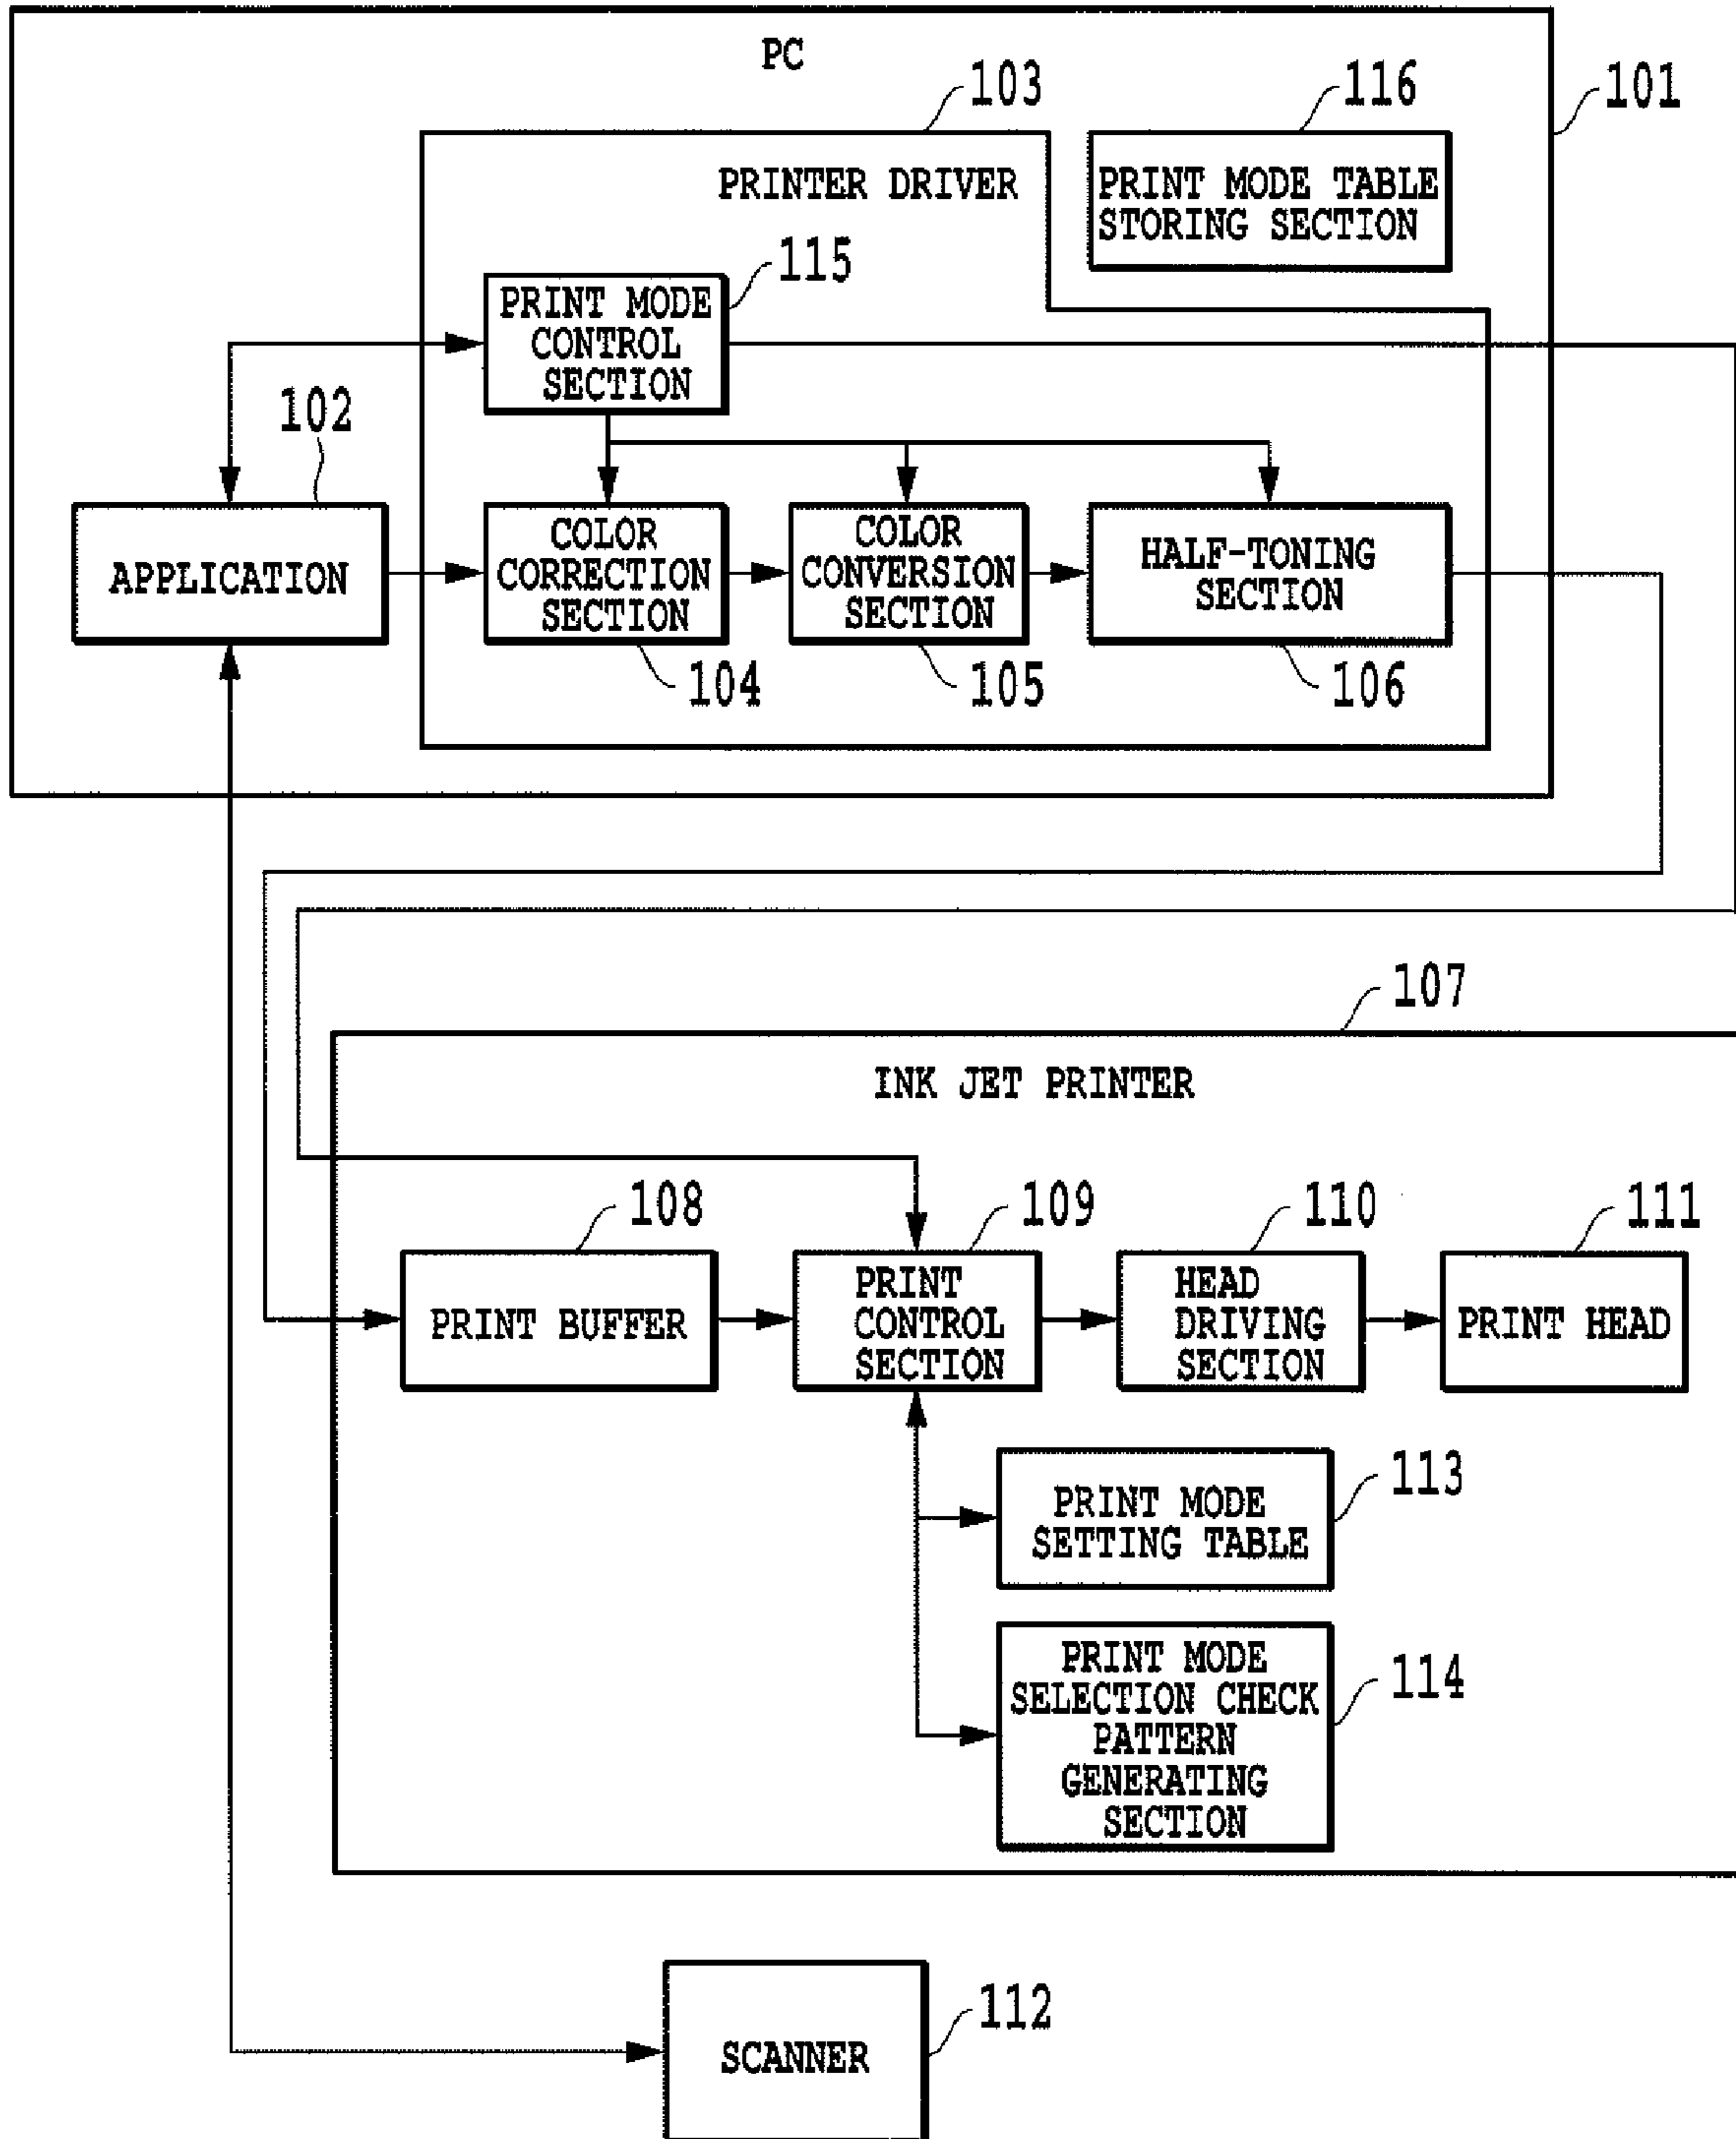 PC
103
116
101
PRINTER DRIVER
PRINT MODE TABLE
STORING SECTION
115
PRINT MODE
CONTROL
SECTION
102
APPLICATION
COLOR
CORRECTION
SECTION
COLOR
CONVERSION
SECTION
HALF-TONING
SECTION
104
105
106
107
INK JET PRINTER
108
109
110
111
PRINT BUFFER
PRINT
CONTROL
SECTION
HEAD
DRIVING
SECTION
PRINT HEAD
113
PRINT MODE
SETTING TABLE
114
PRINT MODE
SELECTION CHECK
PATTERN
GENERATING
SECTION
112
SCANNER